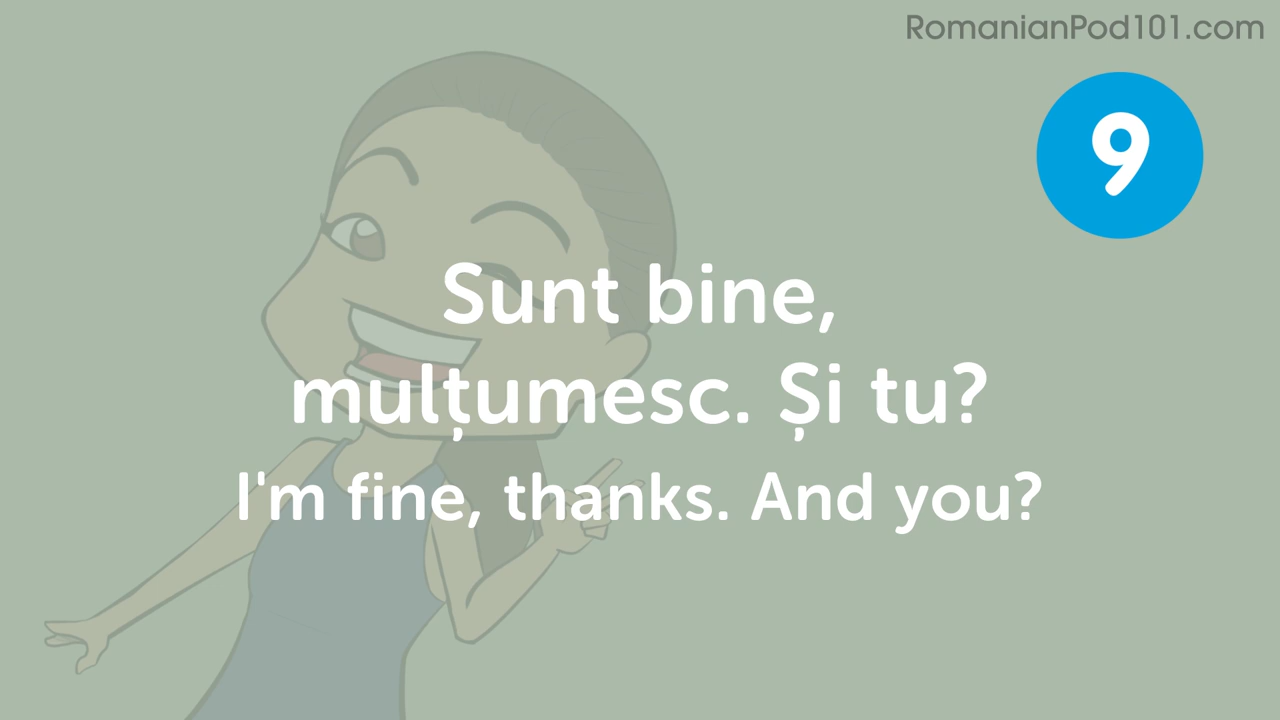 RomanianPod101.com
9
Sunt bine,
mulțumesc. Și tu?
I'm fine, thanks. And you?